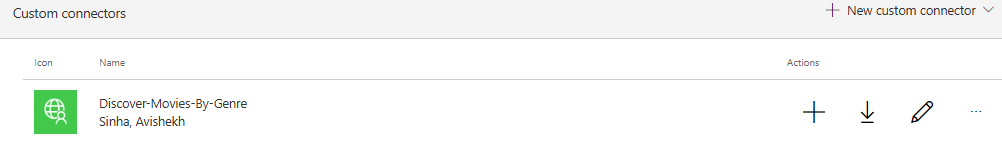 Custom connectors
New custom connector
Icon Name Actions
Discover-Movies-By-Genre
Sinha, Avishekh